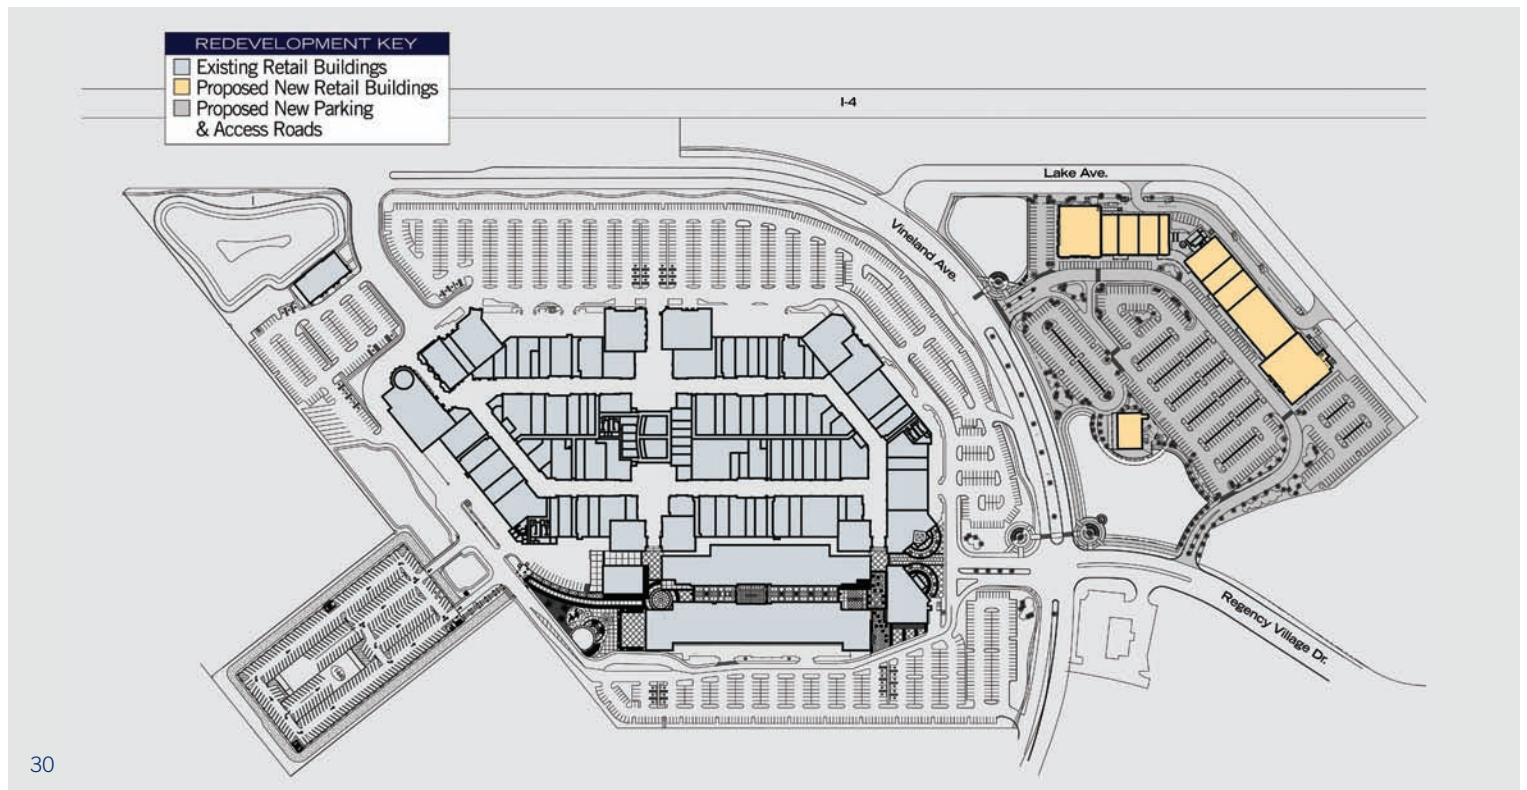 REDEVELOPMENT KEY
Existing Retail Buildings
Proposed New Retail Buildings
Proposed New Parking
& Access Roads
I-4
Lake Ave.
Vineland Ave.
Regency Village Dr.
30